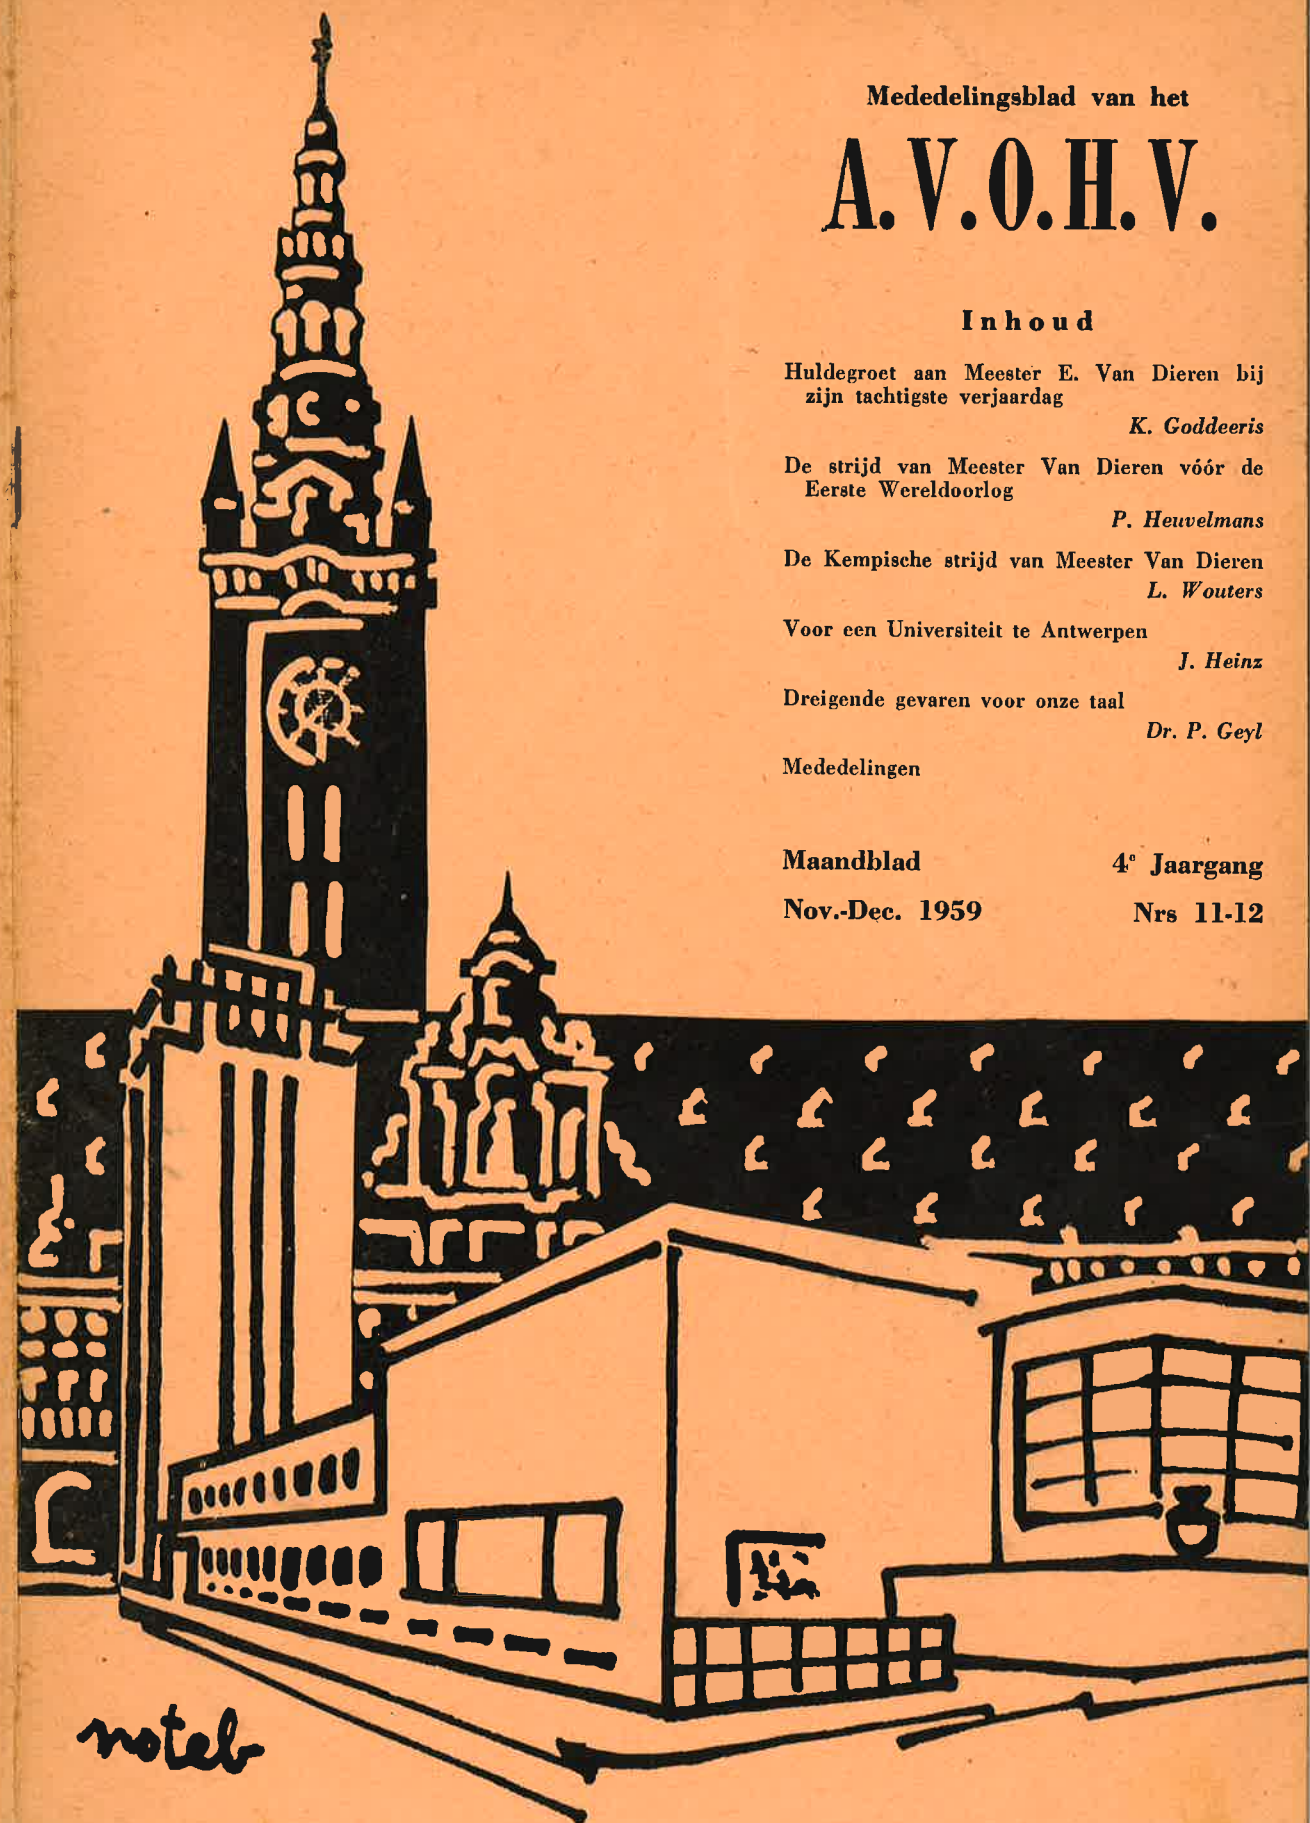 Mededelingsblad van het
A.V.O.H.V.
Inhoud
Huldegroet aan Meester E. Van Dieren bij
zijn tachtigste verjaardag
K. Goddeeris
De strijd van Meester Van Dieren vóór de
Eerste Wereldoorlog
P. Heuvelmans
De Kempische strijd van Meester Van Dieren
L. Wouters
Voor een Universiteit te Antwerpen
J. Heinz
Dreigende gevaren voor onze taal
Dr. P. Geyl
Mededelingen
Maandblad 4e Jaargang
Nov.-Dec. 1959 Nrs 11-12
noteb